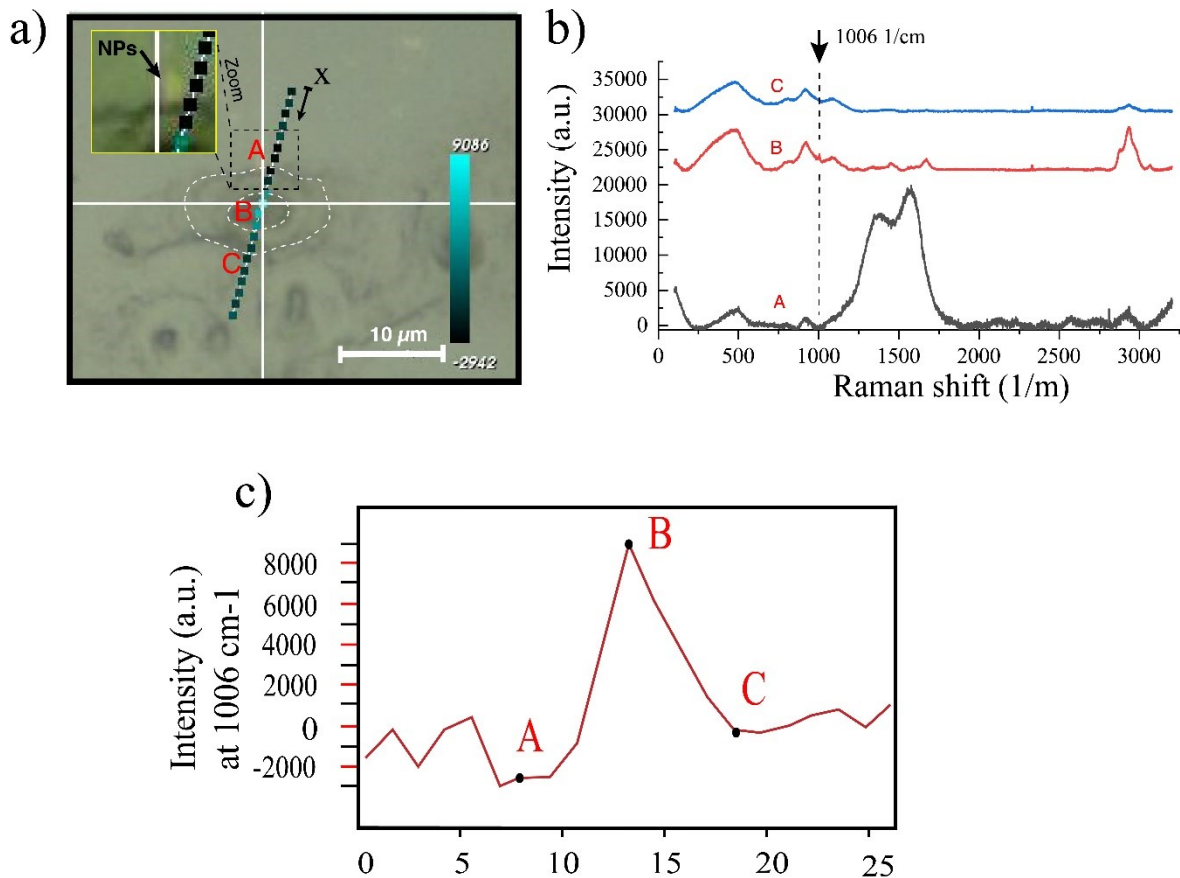 a)
NPs
Zoom
X
A
B
C
9086
-2942
10 µm
b)
1006 1/cm
Intensity (a.u.)
35000
30000
25000
20000
15000
10000
5000
0
C
B
A
0 500 1000 1500 2000 2500 3000
Raman shift (1/m)
c)
Intensity (a.u.)
at 1006 cm-1
8000
6000
4000
2000
0
-2000
A
B
C
0 5 10 15 20 25